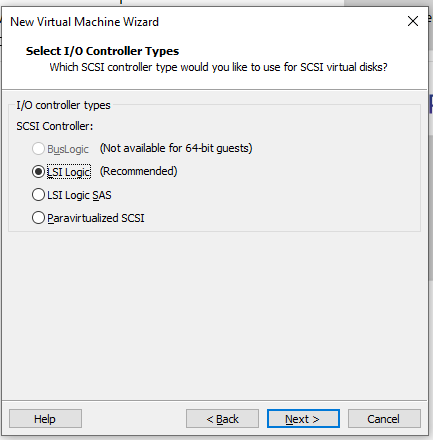 New Virtual Machine Wizard
Select I/O Controller Types
Which SCSI controller type would you like to use for SCSI virtual disks?
I/O controller types
SCSI Controller:
BusLogic (Not available for 64-bit guests)
LSI Logic (Recommended)
LSI Logic SAS
Paravirtualized SCSI
Help
< Back
Next >
Cancel